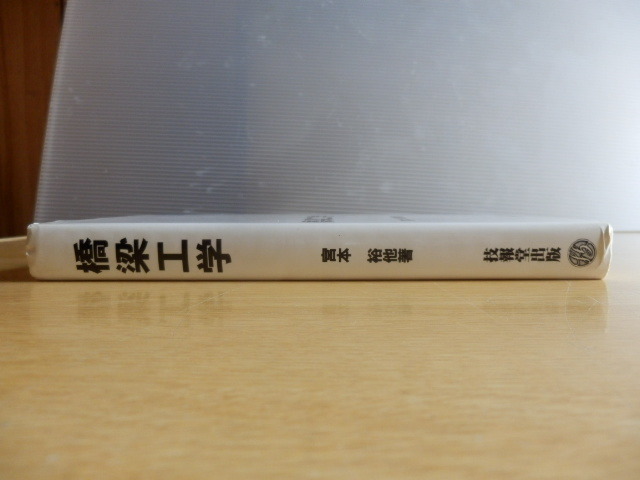 橋梁工学
宮本 裕他著
技報堂出版